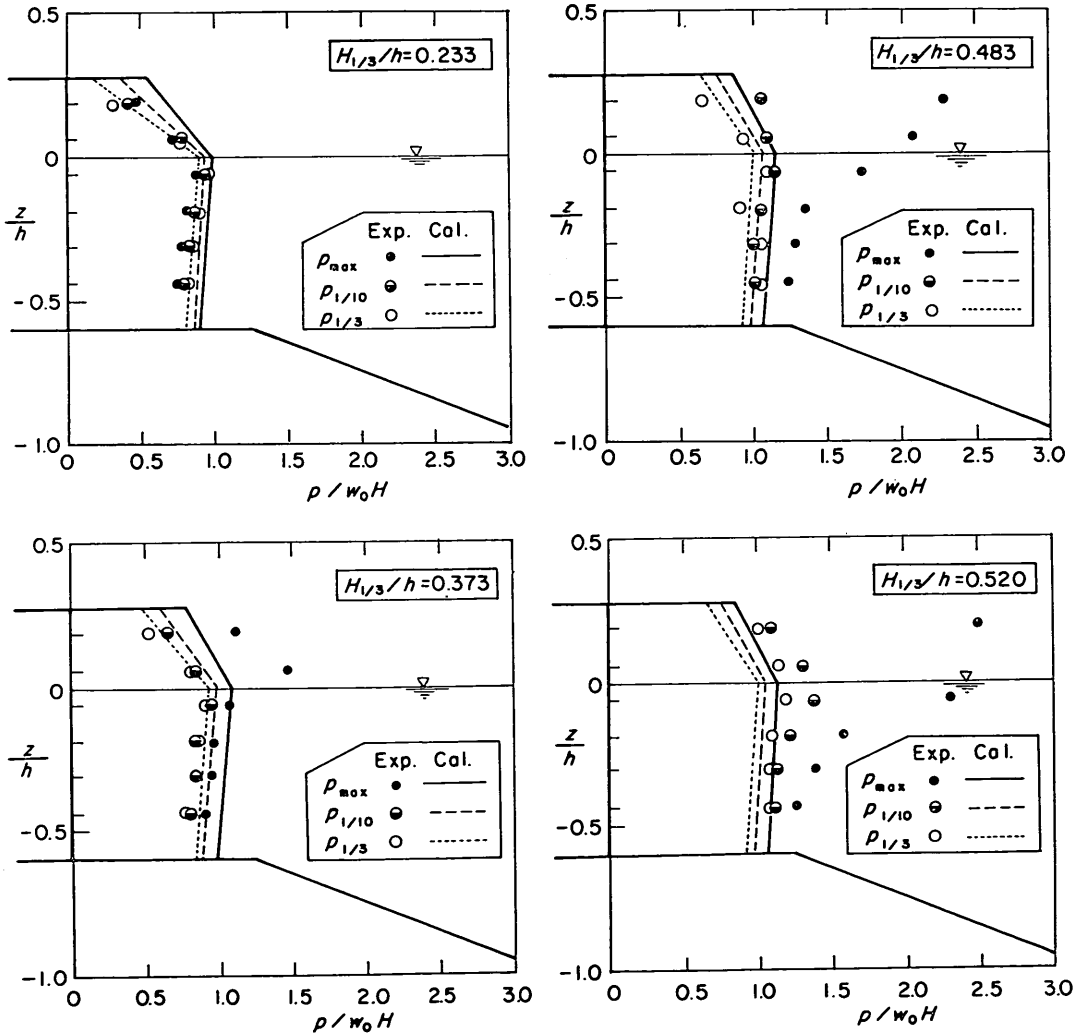 0.5
H1/3/h=0.233
0
z/h
Exp. Cal.
pmax
p1/10
p1/3
-0.5
-1.0
0 0.5 1.0 1.5 2.0 2.5 3.0
p / w0H
0.5
H1/3/h=0.483
0
z/h
Exp. Cal.
pmax
p1/10
p1/3
-0.5
-1.0
0 0.5 1.0 1.5 2.0 2.5 3.0
p / w0H
0.5
H1/3/h=0.373
0
z/h
Exp. Cal.
pmax
p1/10
p1/3
-0.5
-1.0
0 0.5 1.0 1.5 2.0 2.5 3.0
p / w0H
0.5
H1/3/h=0.520
0
z/h
Exp. Cal.
pmax
p1/10
p1/3
-0.5
-1.0
0 0.5 1.0 1.5 2.0 2.5 3.0
p / w0H